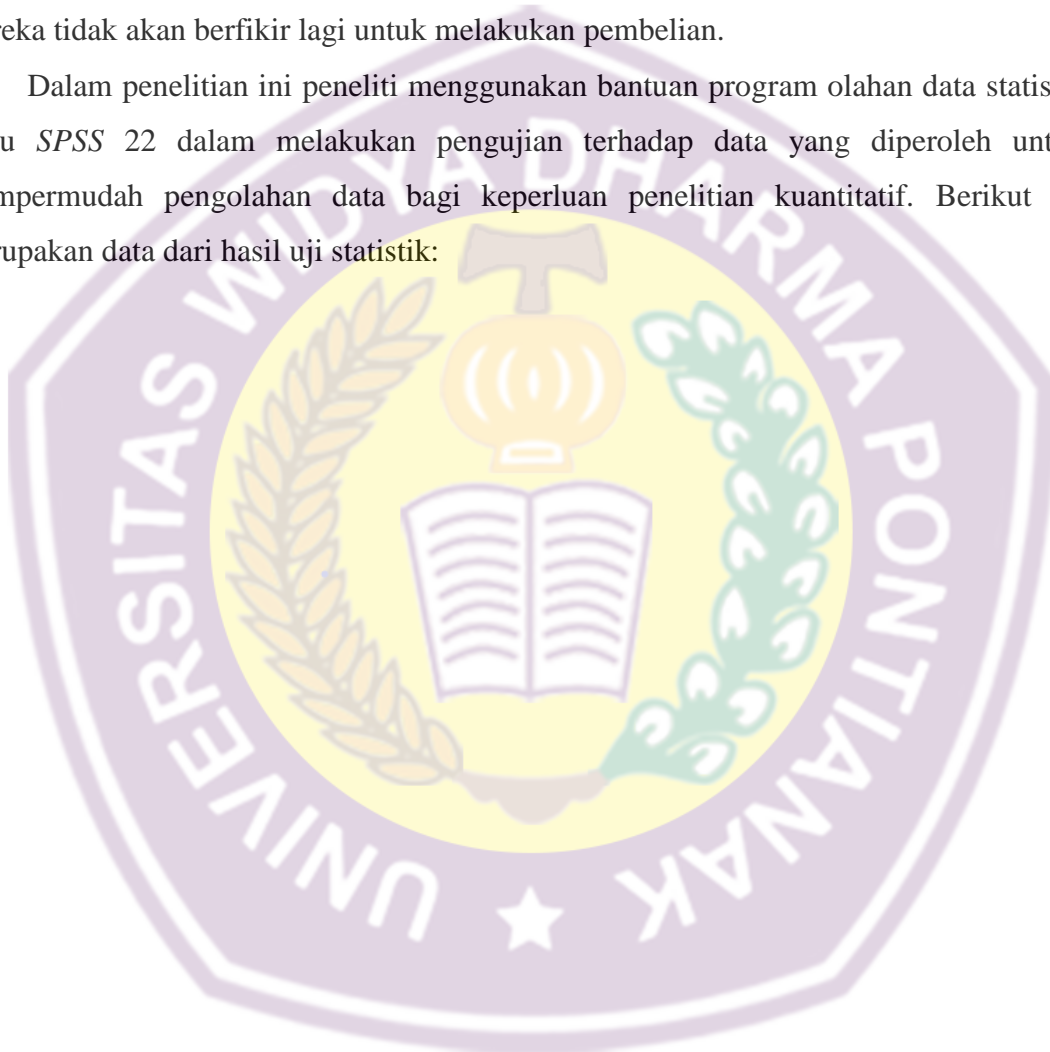 reka tidak akan berfikir lagi untuk melakukan pembelian.
Dalam penelitian ini peneliti menggunakan bantuan program olahan data statis
u SPSS 22 dalam melakukan pengujian terhadap data yang diperoleh unt
mpermudah pengolahan data bagi keperluan penelitian kuantitatif. Berikut
rupakan data dari hasil uji statistik:
UNIVERSITAS WIDYA DHARMA PONTIANAK